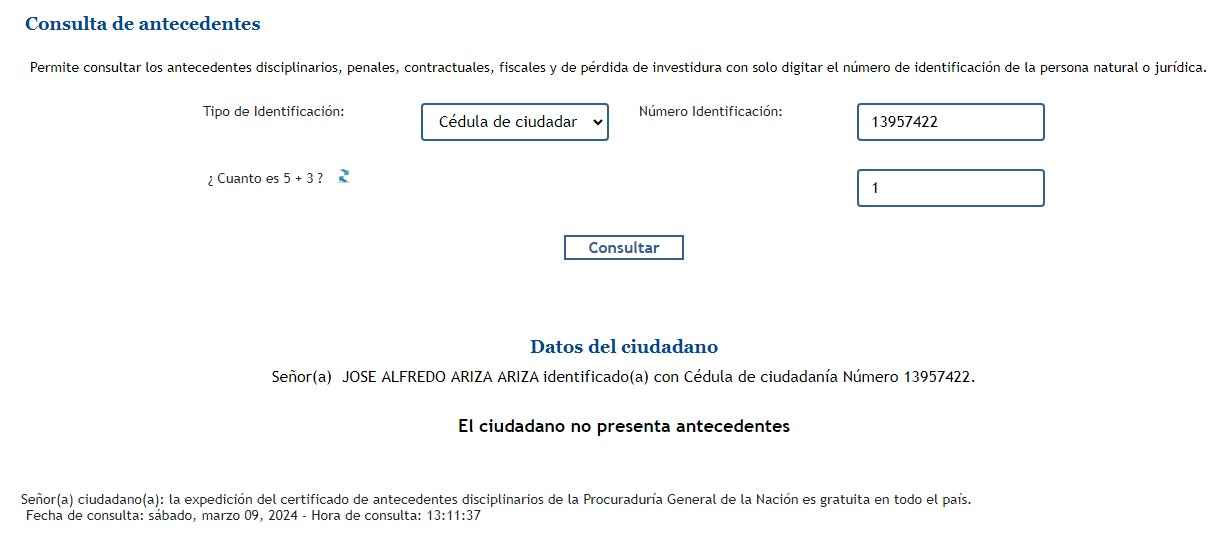 Consulta de antecedentes
Permite consultar los antecedentes disciplinarios, penales, contractuales, fiscales y de pérdida de investidura con solo digitar el número de identificación de la persona natural o jurídica.
Tipo de Identificación: Cédula de ciudadar Número Identificación: 13957422
¿ Cuanto es 5 + 3 ? 1
Consultar
Datos del ciudadano
Señor(a) JOSE ALFREDO ARIZA ARIZA identificado(a) con Cédula de ciudadanía Número 13957422.
El ciudadano no presenta antecedentes
Señor(a) ciudadano(a): la expedición del certificado de antecedentes disciplinarios de la Procuraduría General de la Nación es gratuita en todo el país.
Fecha de consulta: sábado, marzo 09, 2024 - Hora de consulta: 13:11:37